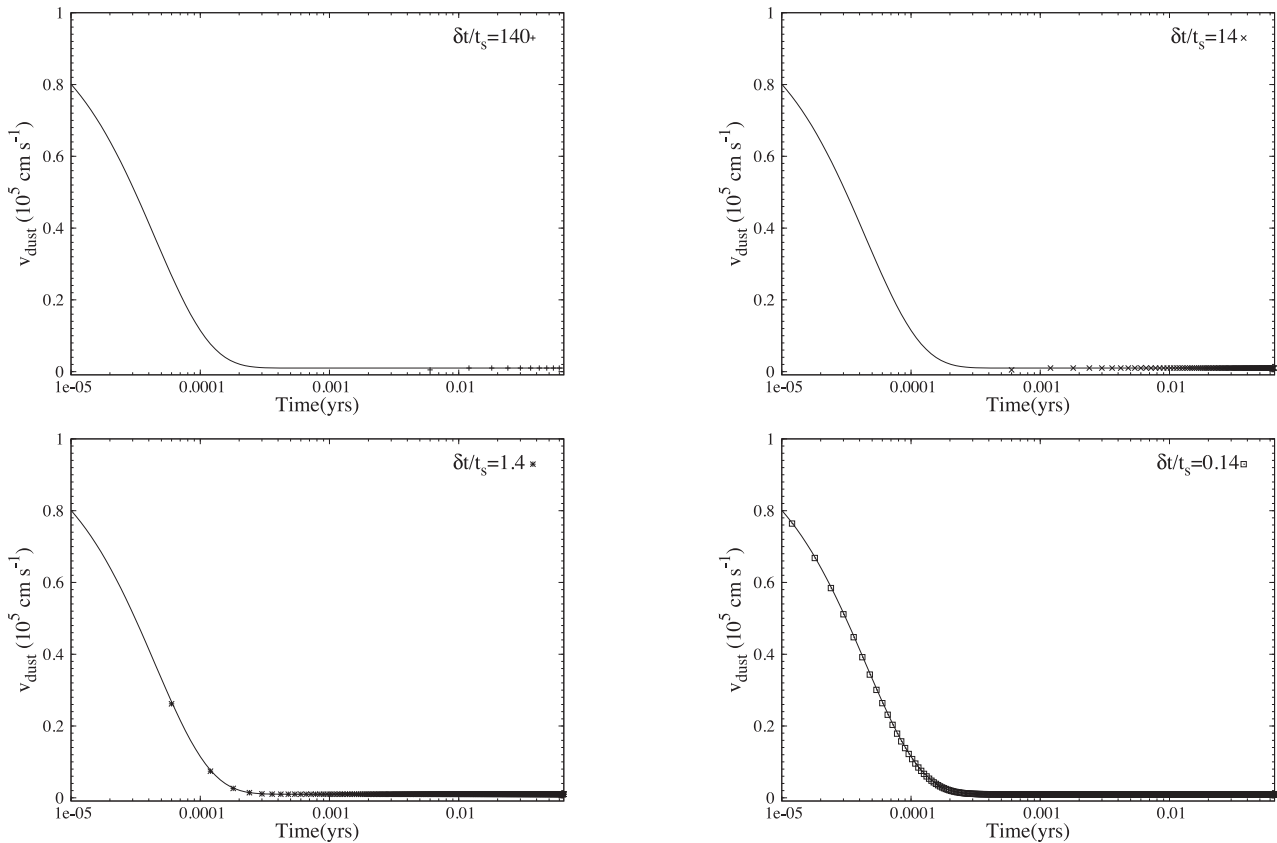 1
0.8
0.6
0.4
0.2
0
v_dust (10^5 cm s^-1)
δt/t_s=140+
1e-05
0.0001
0.001
0.01
Time(yrs)
1
0.8
0.6
0.4
0.2
0
v_dust (10^5 cm s^-1)
δt/t_s=14×
1e-05
0.0001
0.001
0.01
Time(yrs)
1
0.8
0.6
0.4
0.2
0
v_dust (10^5 cm s^-1)
δt/t_s=1.4
1e-05
0.0001
0.001
0.01
Time(yrs)
1
0.8
0.6
0.4
0.2
0
v_dust (10^5 cm s^-1)
δt/t_s=0.14
1e-05
0.0001
0.001
0.01
Time(yrs)